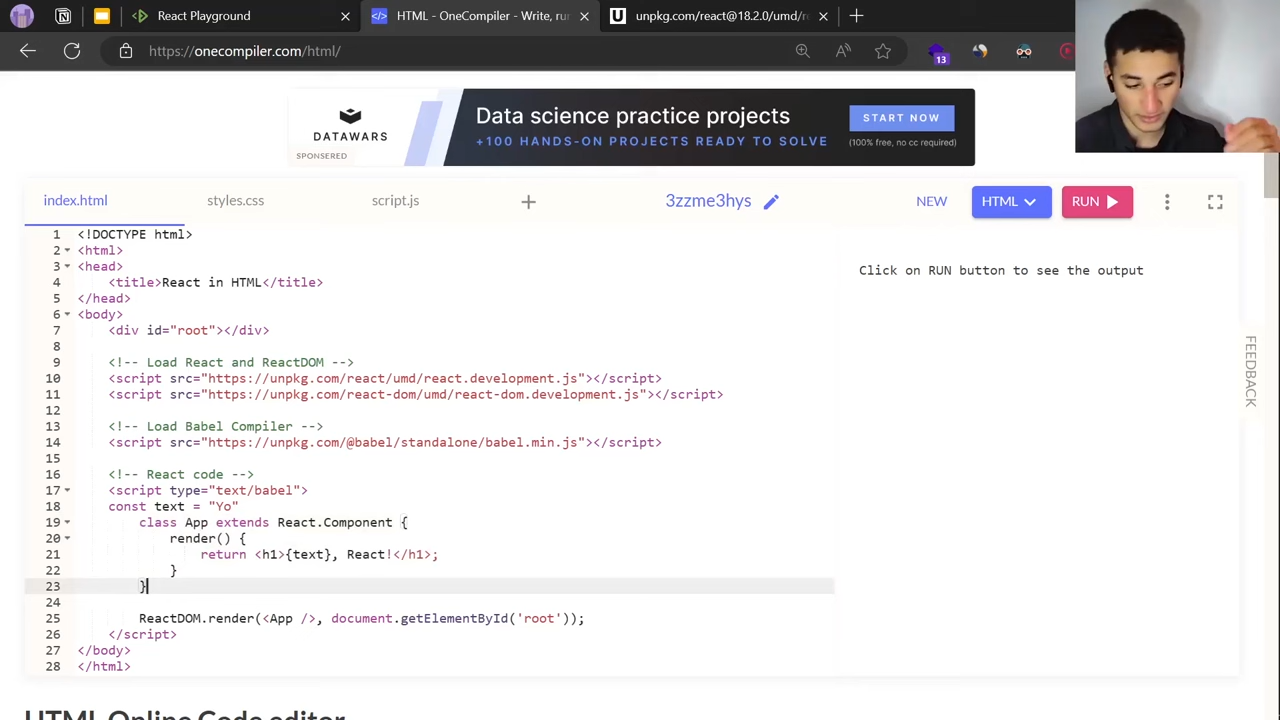 React Playground
HTML - OneCompiler - Write, run
unpkg.com/react@18.2.0/umd/re
https://onecompiler.com/html/
13
DATAWARS
SPONSERED
Data science practice projects
+100 HANDS-ON PROJECTS READY TO SOLVE
START NOW
(100% free, no cc required)
index.html
styles.css
script.js
3zzme3hys
NEW
HTML
RUN
1 <!DOCTYPE html>
2 <html>
3 <head>
4 <title>React in HTML</title>
5 </head>
6 <body>
7 <div id="root"></div>
8
9 <!-- Load React and ReactDOM -->
10 <script src="https://unpkg.com/react/umd/react.development.js"></script>
11 <script src="https://unpkg.com/react-dom/umd/react-dom.development.js"></script>
12
13 <!-- Load Babel Compiler -->
14 <script src="https://unpkg.com/@babel/standalone/babel.min.js"></script>
15
16 <!-- React code -->
17 <script type="text/babel">
18 const text = "Yo"
19 class App extends React.Component {
20 render() {
21 return <h1>{text}, React!</h1>;
22 }
23 }
24
25 ReactDOM.render(<App />, document.getElementById('root'));
26 </script>
27 </body>
28 </html>
Click on RUN button to see the output
FEEDBACK
HTML Online Code editor